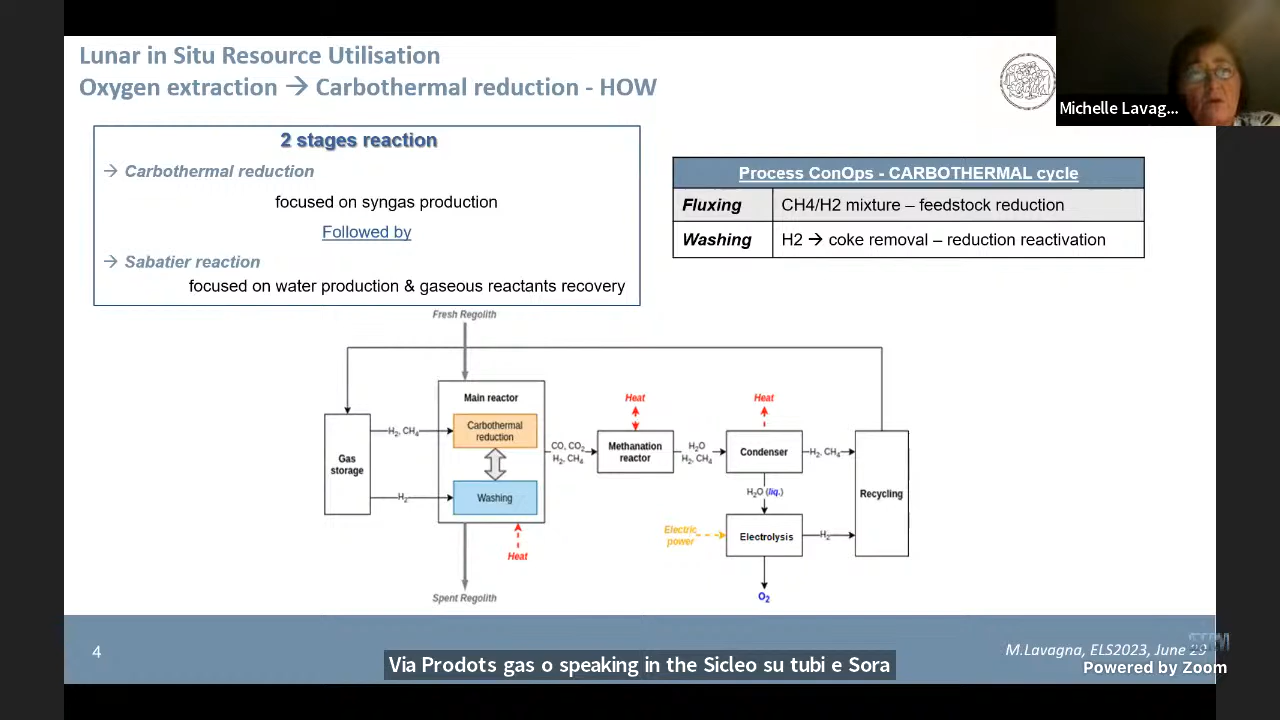 Lunar in Situ Resource Utilisation
Oxygen extraction → Carbothermal reduction - HOW
Michelle Lavag...
2 stages reaction
→ Carbothermal reduction
focused on syngas production
Followed by
→ Sabatier reaction
focused on water production & gaseous reactants recovery
Process ConOps - CARBOTHERMAL cycle
Fluxing CH4/H2 mixture – feedstock reduction
Washing H2 → coke removal – reduction reactivation
Fresh Regolith
Main reactor
Carbothermal
reduction
Washing
Gas
storage
H₂, CH₄
H₂
Heat
Spent Regolith
CO, CO₂
H₂, CH₄
Heat
Methanation
reactor
H₂O
H₂, CH₄
Heat
Condenser
H₂, CH₄
H₂O (liq.)
Electric
power
Electrolysis
H₂
O₂
Recycling
4
M.Lavagna, ELS2023, June 29
Via Prodots gas o speaking in the Sicleo su tubi e Sora
Powered by Zoom